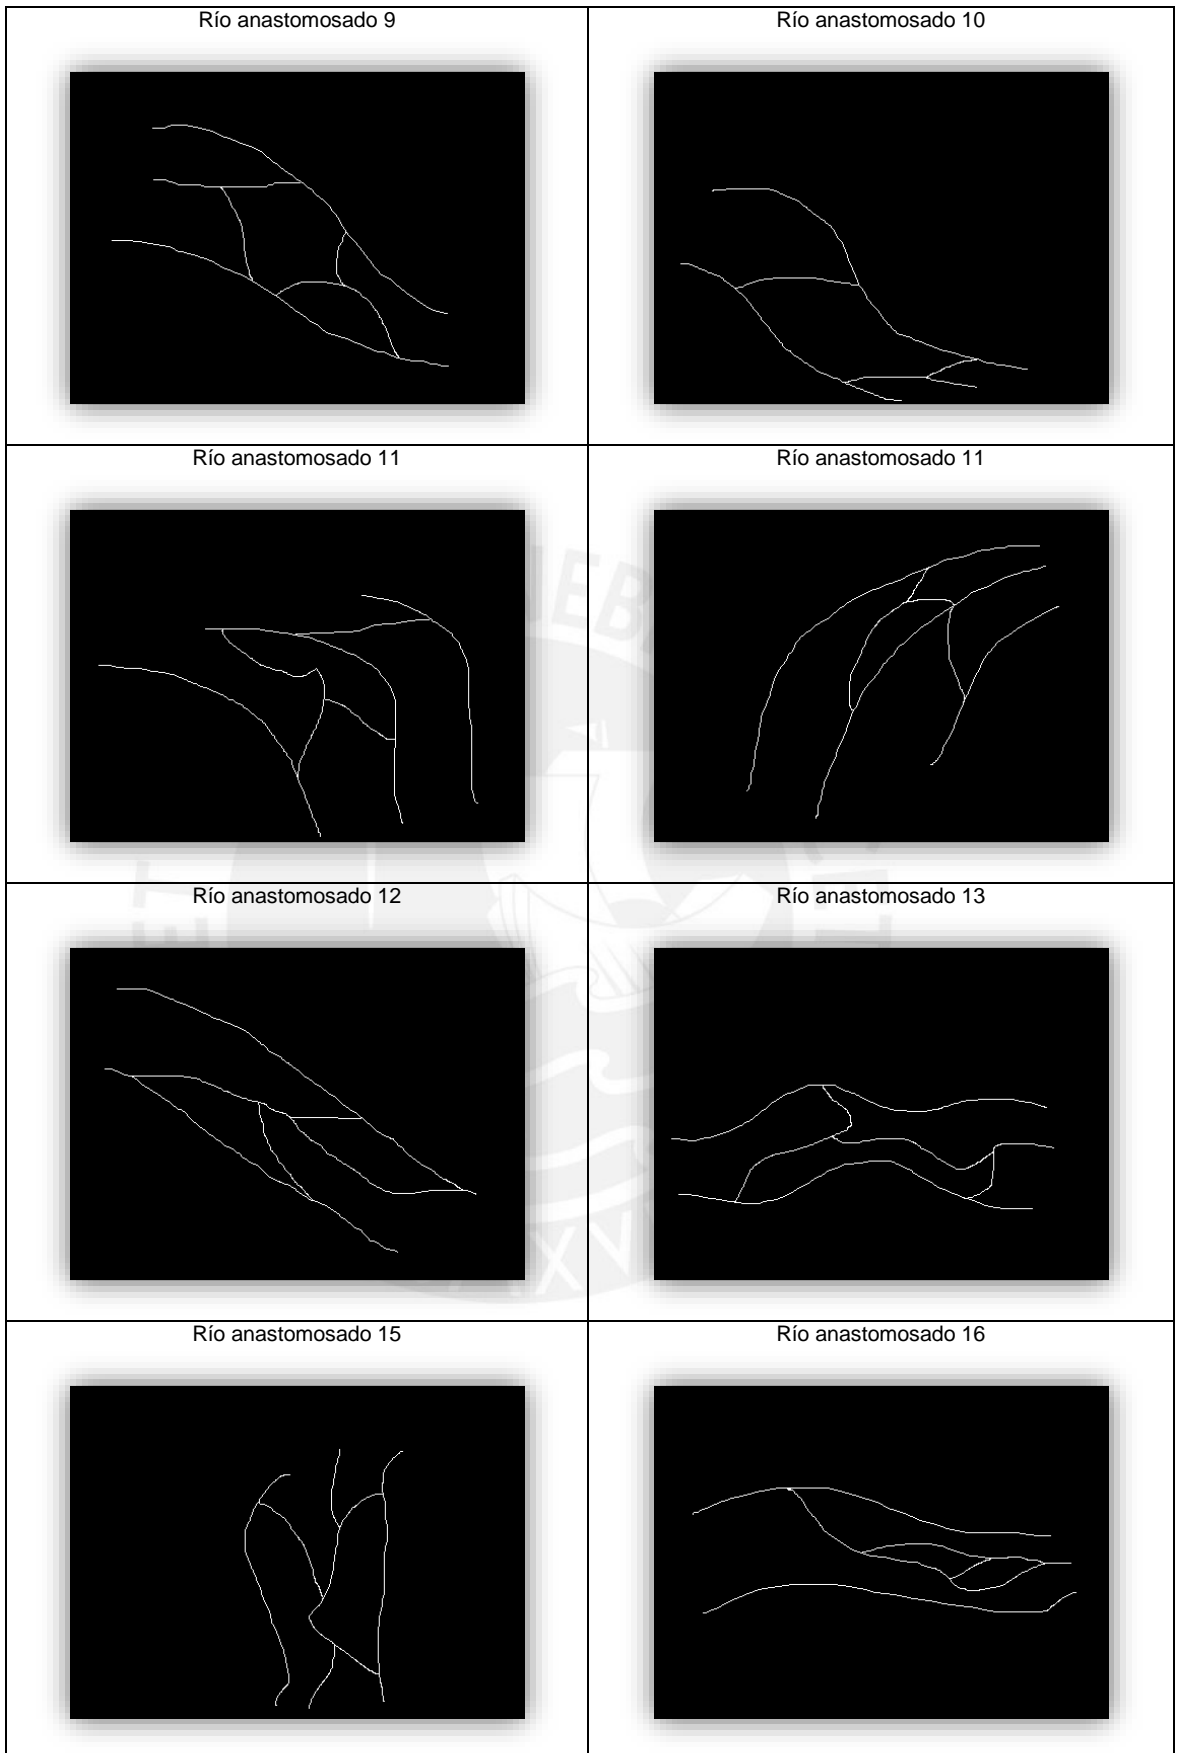 Río anastomosado 9
Río anastomosado 10
Río anastomosado 11
Río anastomosado 11
Río anastomosado 12
Río anastomosado 13
Río anastomosado 15
Río anastomosado 16